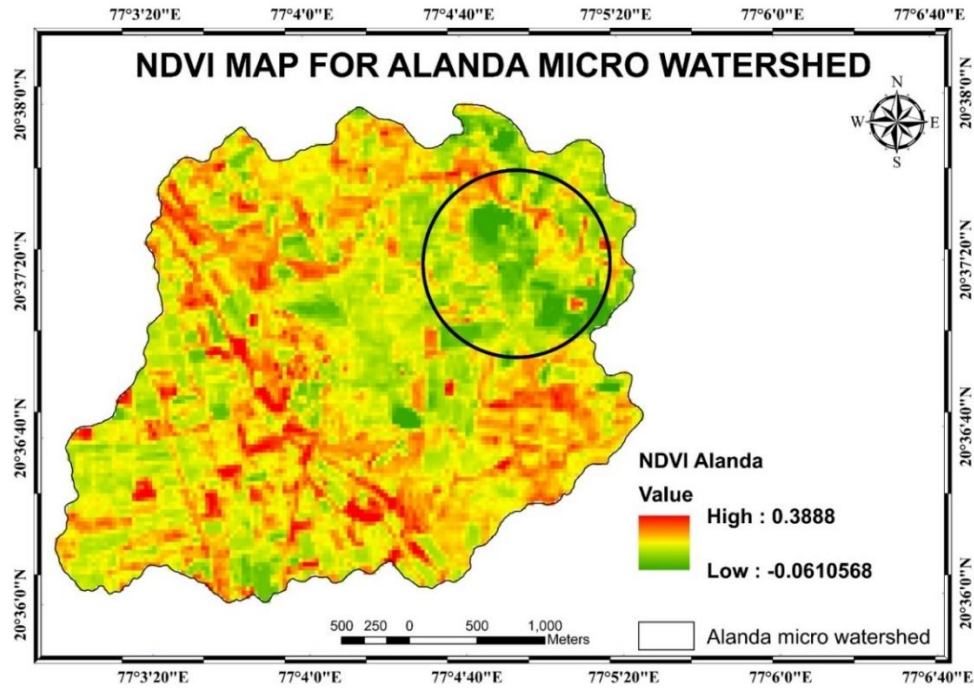 77°3'20"E 77°4'0"E 77°4'40"E 77°5'20"E 77°6'0"E 77°6'40"E
NDVI MAP FOR ALANDA MICRO WATERSHED
N
W E
S
20°38'0"N 20°38'0"N
20°37'20"N 20°37'20"N
20°36'40"N 20°36'40"N
20°36'0"N 20°36'0"N
NDVI Alanda
Value
High : 0.3888
Low : -0.0610568
500 250 0 500 1,000
Meters
Alanda micro watershed
77°3'20"E 77°4'0"E 77°4'40"E 77°5'20"E 77°6'0"E 77°6'40"E